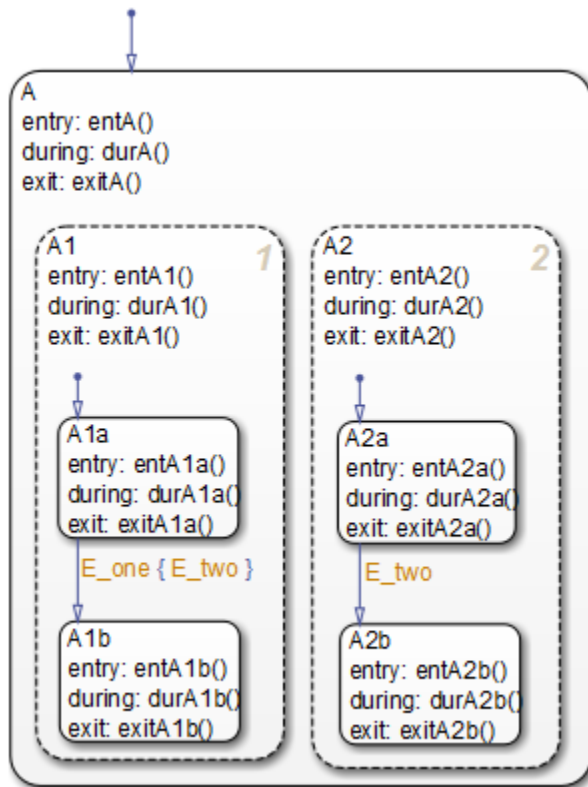 A
entry: entA()
during: durA()
exit: exitA()
A1
1
entry: entA1()
during: durA1()
exit: exitA1()
A1a
entry: entA1a()
during: durA1a()
exit: exitA1a()
E_one { E_two }
A1b
entry: entA1b()
during: durA1b()
exit: exitA1b()
A2
2
entry: entA2()
during: durA2()
exit: exitA2()
A2a
entry: entA2a()
during: durA2a()
exit: exitA2a()
E_two
A2b
entry: entA2b()
during: durA2b()
exit: exitA2b()